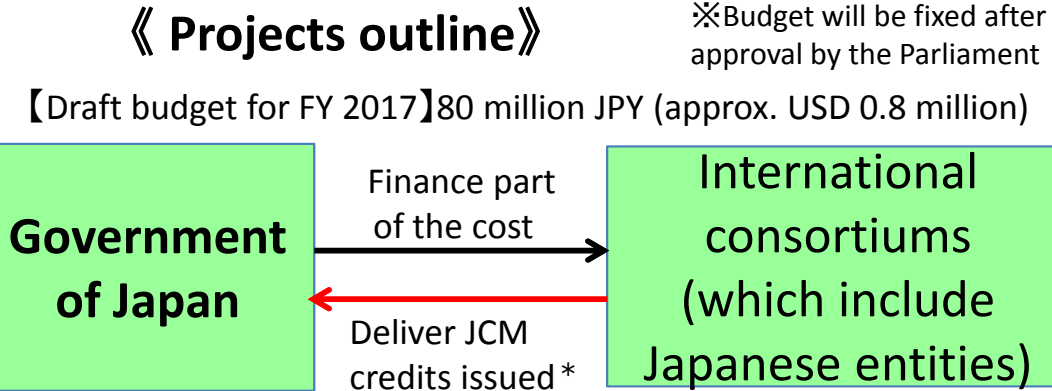 《 Projects outline》
※Budget will be fixed after
approval by the Parliament
【Draft budget for FY 2017】80 million JPY (approx. USD 0.8 million)
Government
of Japan
Finance part
of the cost
Deliver JCM
credits issued*
International
consortiums
(which include
Japanese entities)